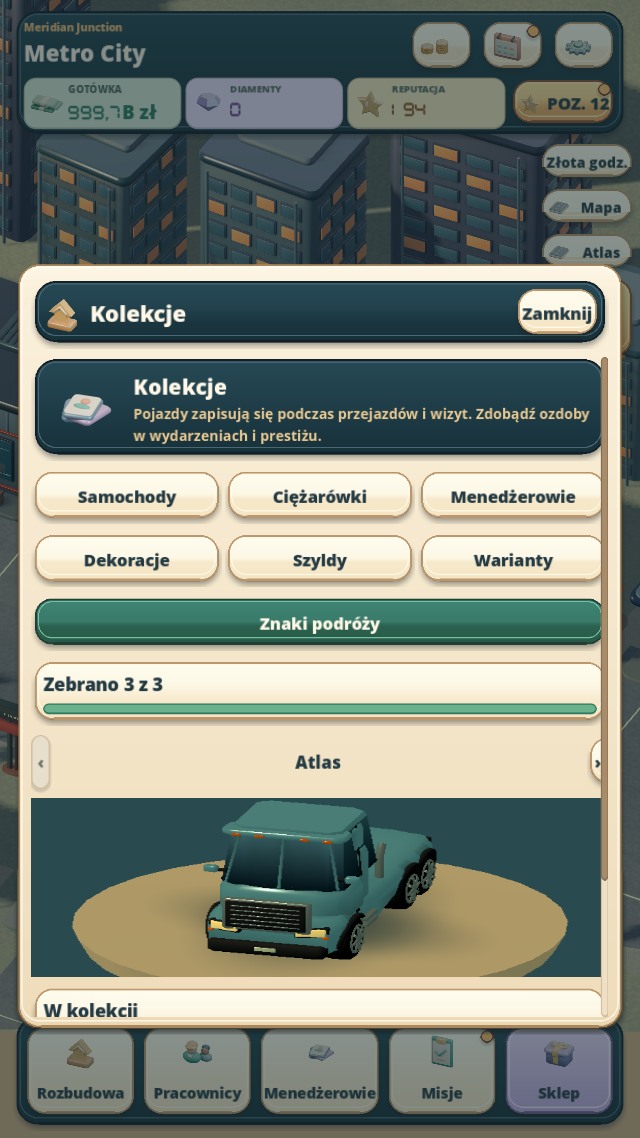 Meridian Junction
Metro City
GOTÓWKA
999,7B zł
DIAMENTY
0
REPUTACJA
194
POZ. 12
Złota godz.
Mapa
Atlas
Kolekcje
Zamknij
Kolekcje
Pojazdy zapisują się podczas przejazdów i wizyt. Zdobądź ozdoby
w wydarzeniach i prestiżu.
Samochody
Ciężarówki
Menedżerowie
Dekoracje
Szyldy
Warianty
Znaki podróży
Zebrano 3 z 3
‹
Atlas
›
W kolekcji
Rozbudowa
Pracownicy
Menedżerowie
Misje
Sklep